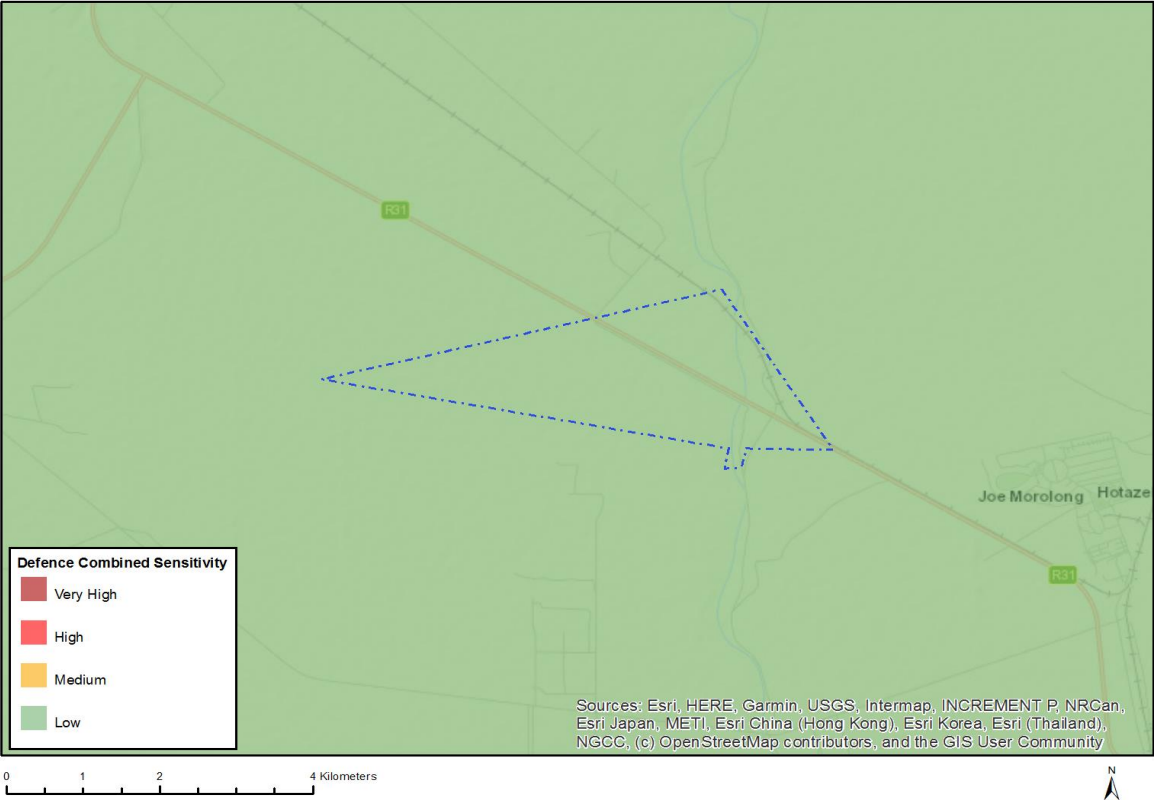 R31
Joe Morolong
Hotaze
R31
Defence Combined Sensitivity
Very High
High
Medium
Low
Sources: Esri, HERE, Garmin, USGS, Intermap, INCREMENT P, NRCan,
Esri Japan, METI, Esri China (Hong Kong), Esri Korea, Esri (Thailand),
NGCC, (c) OpenStreetMap contributors, and the GIS User Community
0 1 2 4 Kilometers
N